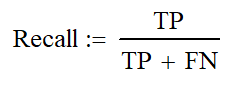 Recall := TP / (TP + FN)